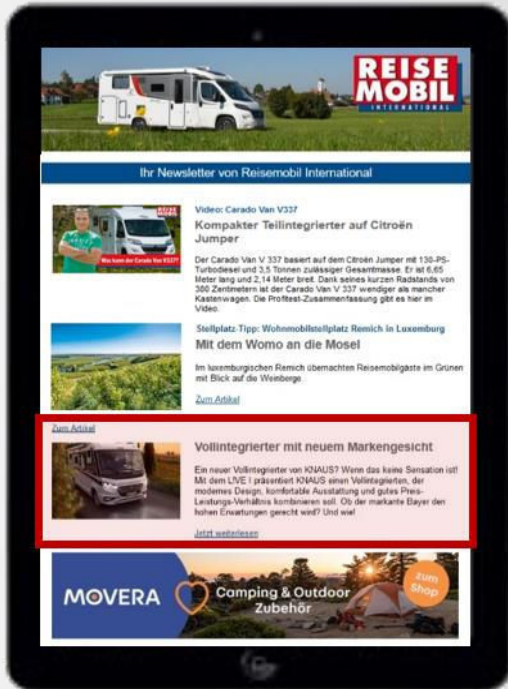 REISE
MOBIL
INTERNATIONAL
Ihr Newsletter von Reisemobil International
Video: Carado Van V337
Kompakter Teilintegrierter auf Citroën
Jumper
Was kann der Carado Van V337?
Der Carado Van V 337 basiert auf dem Citroën Jumper mit 130-PS-
Turbodiesel und 3,5 Tonnen zulässiger Gesamtmasse. Er ist 6,65
Meter lang und 2,14 Meter breit. Dank seines kurzen Radstands von
380 Zentimetern ist der Carado Van V 337 wendiger als mancher
Kastenwagen. Die Profitest-Zusammenfassung gibt es hier im
Video.
Stellplatz-Tipp: Wohnmobilstellplatz Remich in Luxemburg
Mit dem Womo an die Mosel
Im luxemburgischen Remich übernachten Reisemobilgäste im Grünen
mit Blick auf die Weinberge.
Zum Artikel
Zum Artikel
Vollintegrierter mit neuem Markengesicht
Ein neuer Vollintegrierter von KNAUS? Wenn das keine Sensation ist!
Mit dem L!VE I präsentiert KNAUS einen Vollintegrierten, der
modernes Design, komfortable Ausstattung und gutes Preis-
Leistungs-Verhältnis kombinieren soll. Ob der markante Bayer den
hohen Erwartungen gerecht wird? Und wie!
Jetzt weiterlesen
MOVERA
Camping & Outdoor
Zubehör
zum
Shop